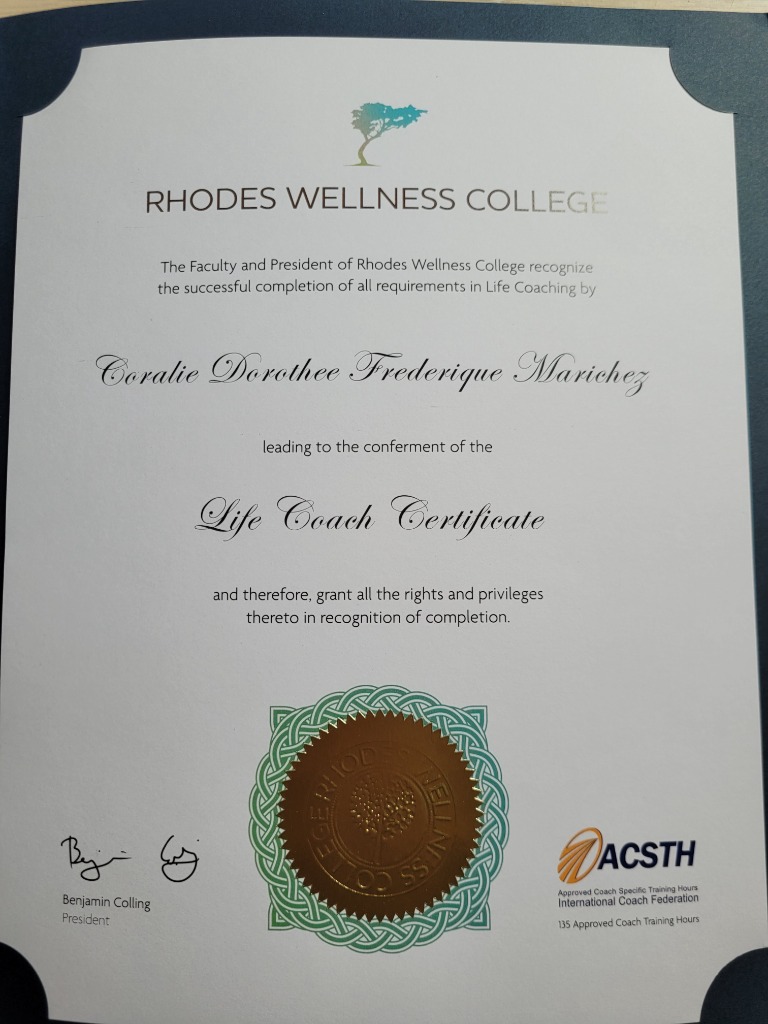 RHODES WELLNESS COLLEGE
The Faculty and President of Rhodes Wellness College recognize
the successful completion of all requirements in Life Coaching by
Coralie Dorothee Frederique Marichez
leading to the conferment of the
Life Coach Certificate
and therefore, grant all the rights and privileges
thereto in recognition of completion.
RHODES WELLNESS COLLEGE
Benjamin Colling
President
ACSTH
Approved Coach Specific Training Hours
International Coach Federation
135 Approved Coach Training Hours